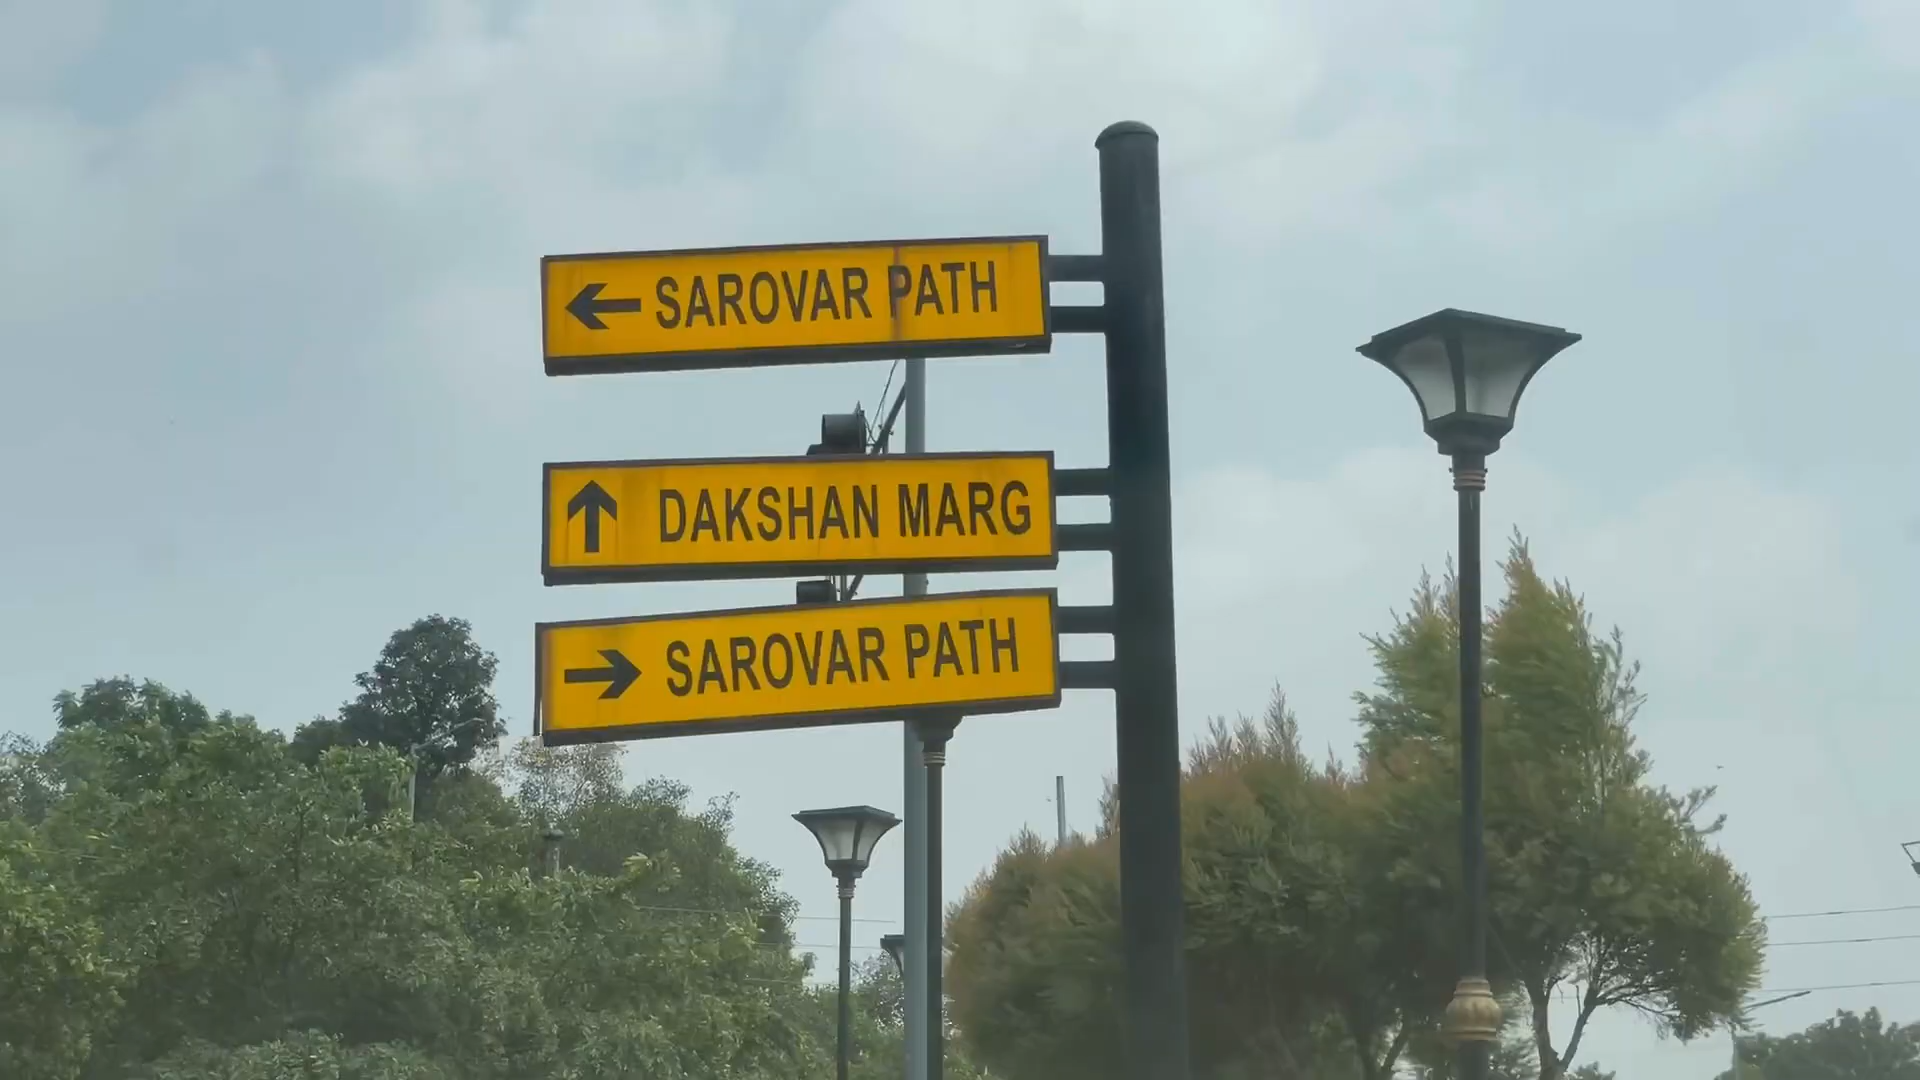 ← SAROVAR PATH
↑ DAKSHAN MARG
→ SAROVAR PATH